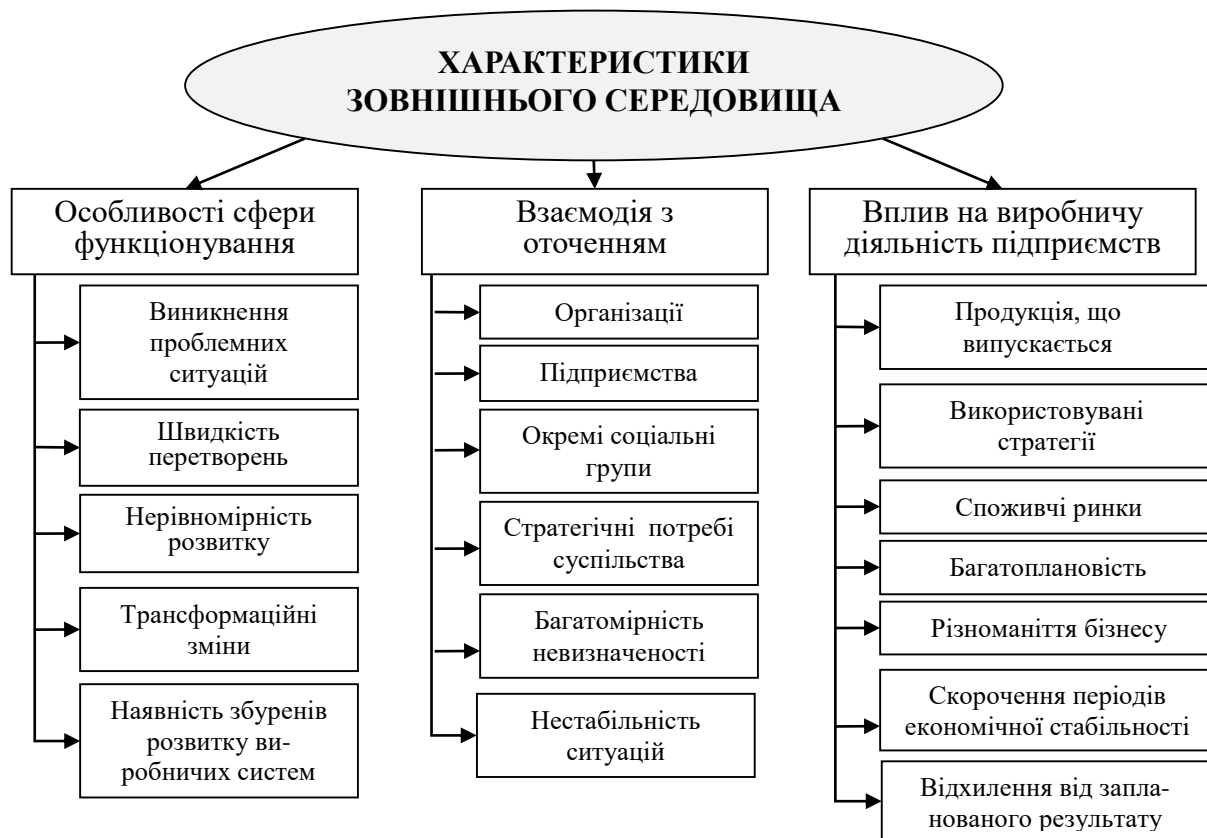 ХАРАКТЕРИСТИКИ
ЗОВНІШНЬОГО СЕРЕДОВИЩА
Особливості сфери
функціонування
Виникнення
проблемних
ситуацій
Швидкість
перетворень
Нерівномірність
розвитку
Трансформаційні
зміни
Наявність збуренів
розвитку ви-
робничих систем
Взаємодія з
оточенням
Організації
Підприємства
Окремі соціальні
групи
Стратегічні потребі
суспільства
Багатомірність
невизначеності
Нестабільність
ситуацій
Вплив на виробничу
діяльність підприємств
Продукція, що
випускається
Використовувані
стратегії
Споживчі ринки
Багатоплановість
Різноманіття бізнесу
Скорочення періодів
економічної стабільності
Відхилення від запла-
нованого результату